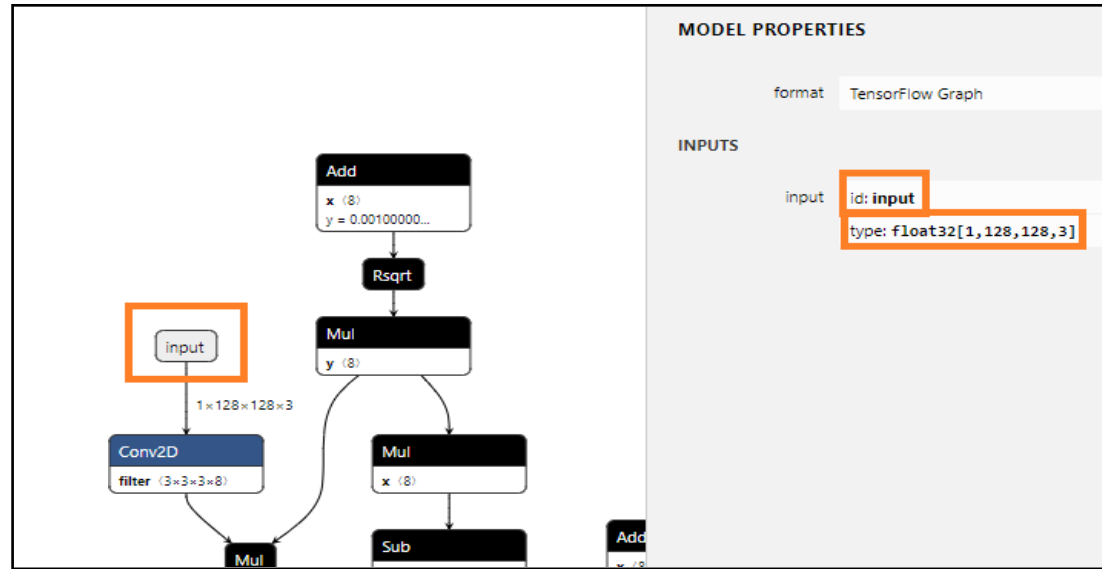 MODEL PROPERTIES
format TensorFlow Graph
INPUTS
input id: input
type: float32[1,128,128,3]
Add
x ⟨8⟩
y = 0.00100000...
Rsqrt
Mul
y ⟨8⟩
input
1×128×128×3
Conv2D
filter ⟨3×3×3×8⟩
Mul
x ⟨8⟩
Mul
Sub
Add